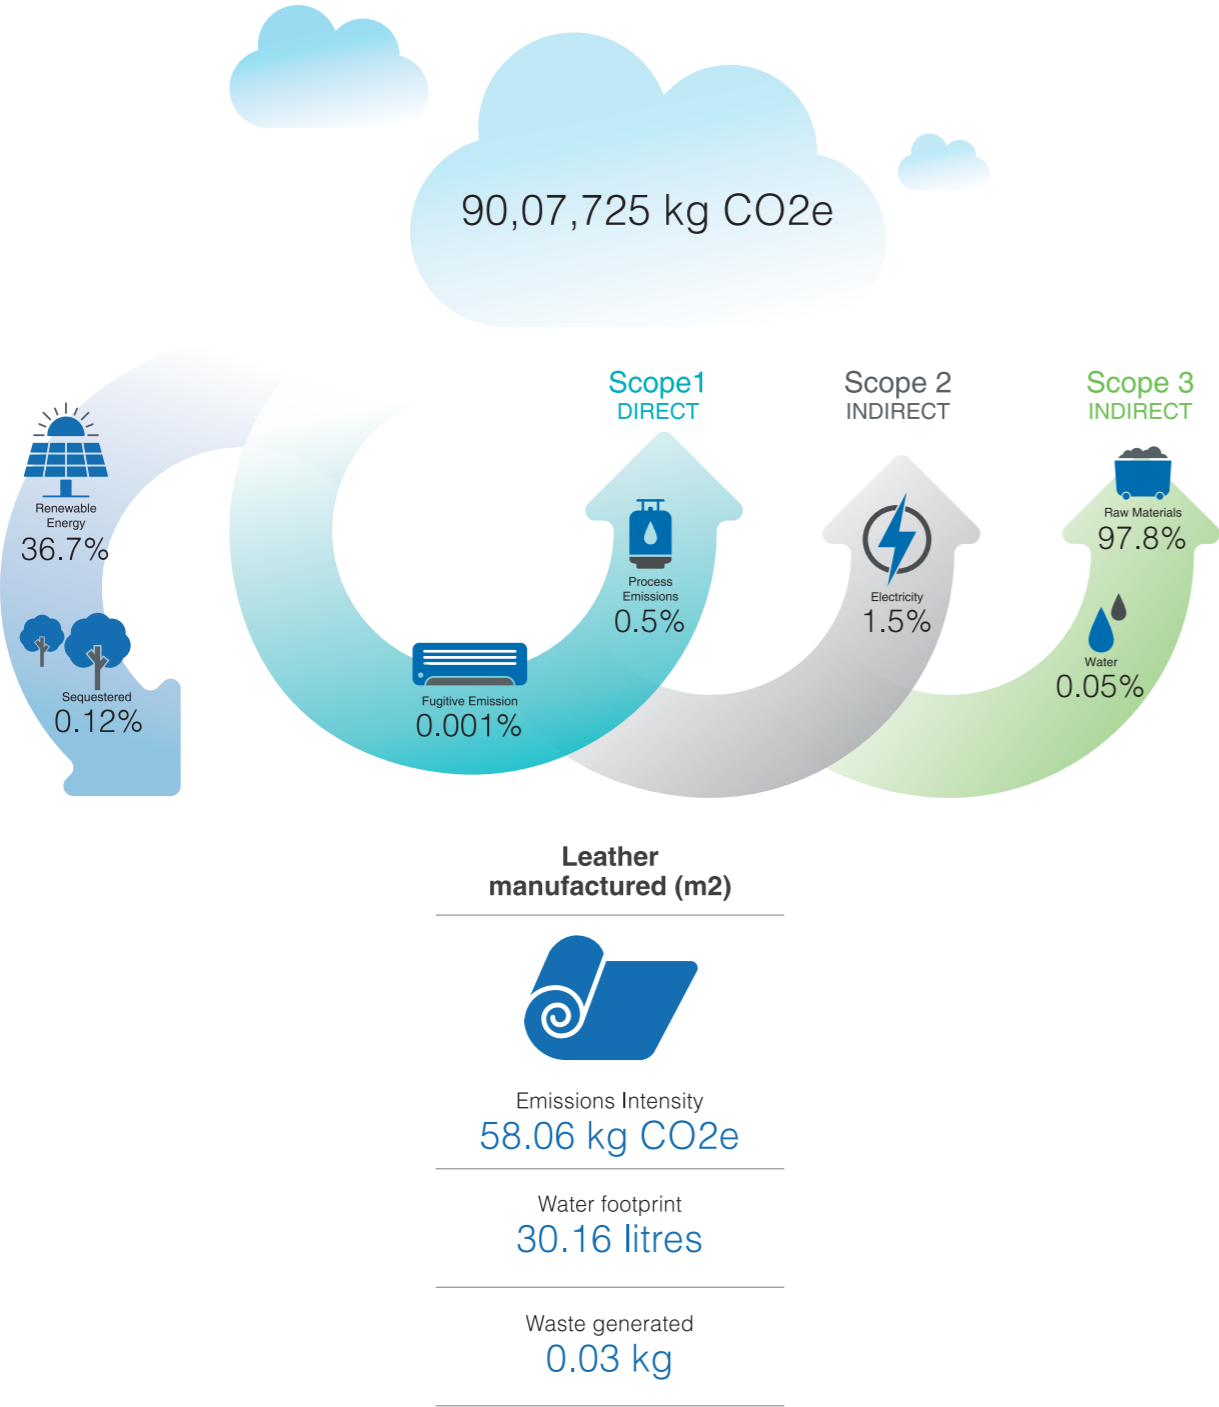 90,07,725 kg CO2e
Scope1
DIRECT
Scope 2
INDIRECT
Scope 3
INDIRECT
Renewable
Energy
36.7%
Sequestered
0.12%
Fugitive Emission
0.001%
Process
Emissions
0.5%
Electricity
1.5%
Raw Materials
97.8%
Water
0.05%
Leather
manufactured (m2)
Emissions Intensity
58.06 kg CO2e
Water footprint
30.16 litres
Waste generated
0.03 kg